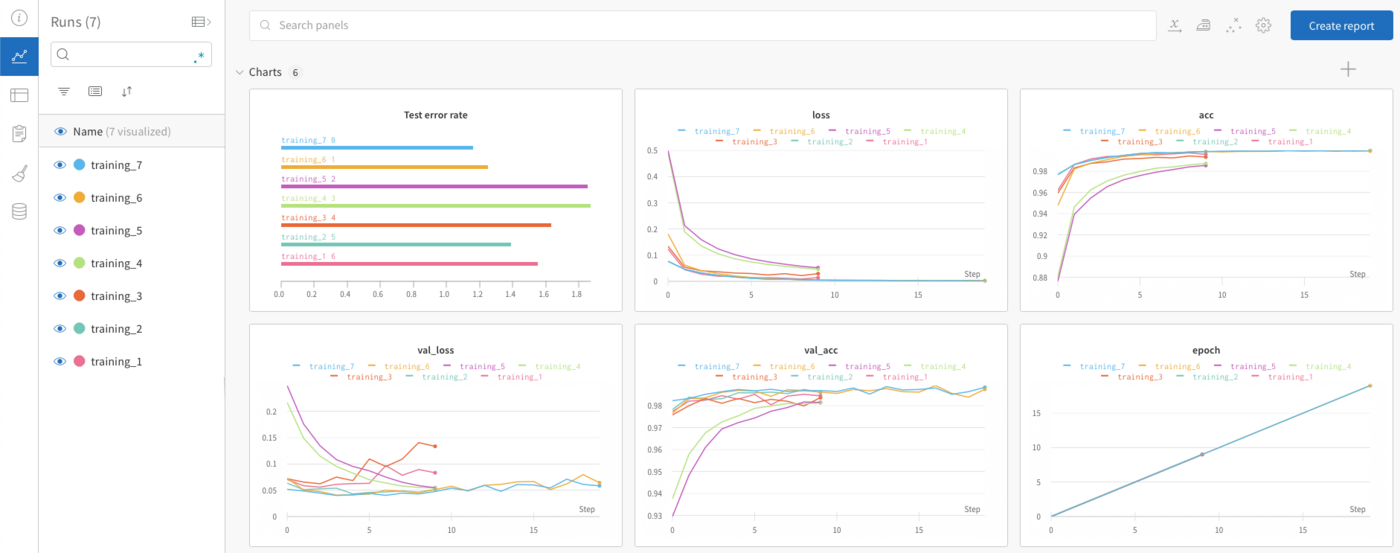 Runs (7)
.*
Name (7 visualized)
training_7
training_6
training_5
training_4
training_3
training_2
training_1
Search panels
Create report
Charts 6
Test error rate
training_7 0
training_6 1
training_5 2
training_4 3
training_3 4
training_2 5
training_1 6
0.0 0.2 0.4 0.6 0.8 1.0 1.2 1.4 1.6 1.8
loss
training_7 training_6 training_5 training_4
training_3 training_2 training_1
0.5
0.4
0.3
0.2
0.1
0
Step
0 5 10 15
acc
training_7 training_6 training_5 training_4
training_3 training_2 training_1
0.98
0.96
0.94
0.92
0.9
0.88
Step
0 5 10 15
val_loss
training_7 training_6 training_5 training_4
training_3 training_2 training_1
0.2
0.15
0.1
0.05
0
Step
0 5 10 15
val_acc
training_7 training_6 training_5 training_4
training_3 training_2 training_1
0.98
0.97
0.96
0.95
0.94
0.93
Step
0 5 10 15
epoch
training_7 training_6 training_5 training_4
training_3 training_2 training_1
15
10
5
0
Step
0 5 10 15